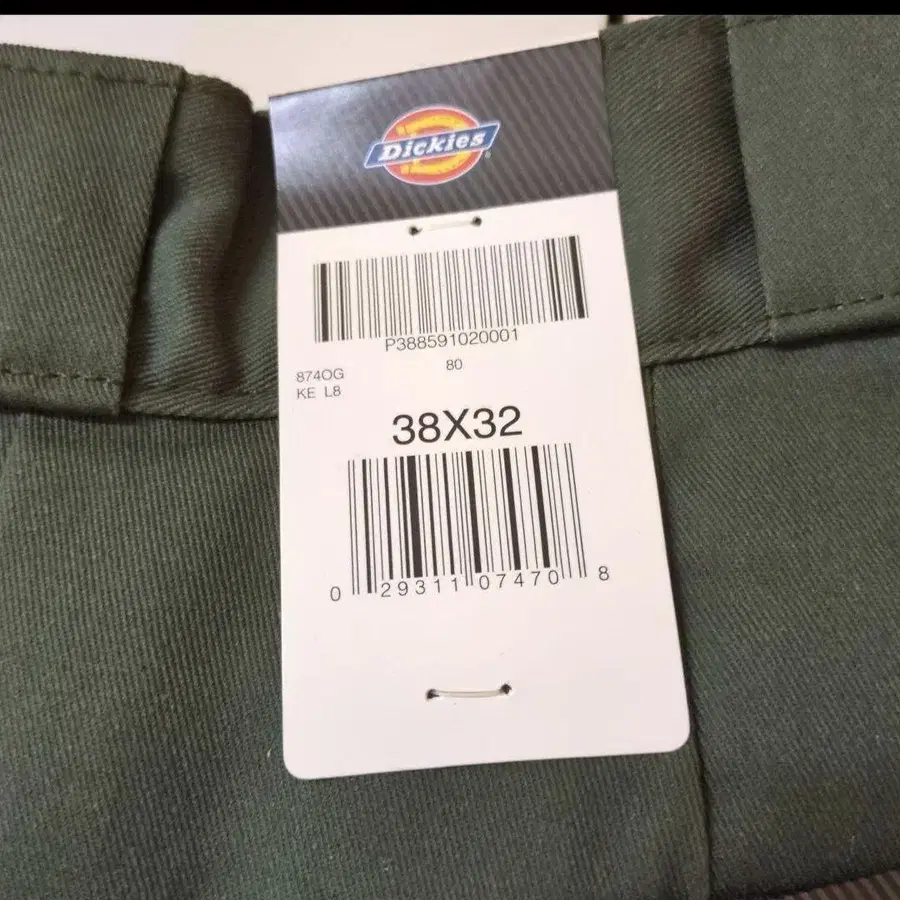 Dickies
P388591020001
80
874OG
KE L8
38X32
0 29311 07470 8